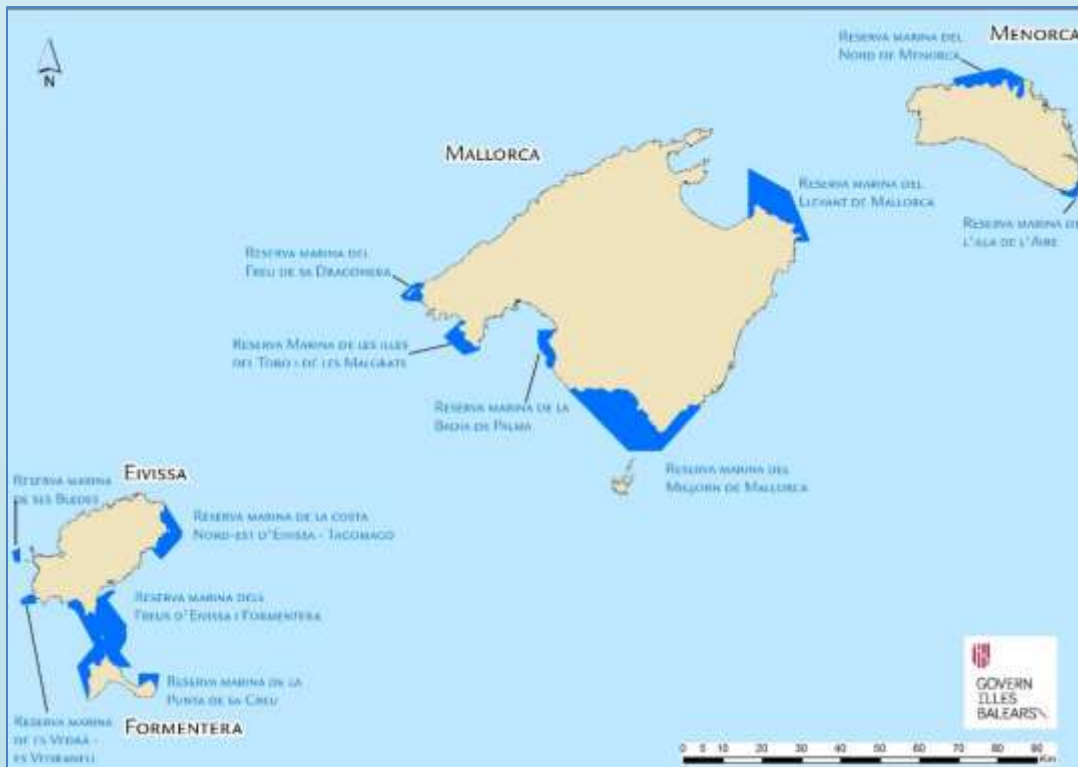 RESERVA MARINA DEL
NORD DE MENORCA
MENORCA
N
MALLORCA
RESERVA MARINA DEL
LLEVANT DE MALLORCA
RESERVA MARINA DE
L'ILLA DE L'AIRE
RESERVA MARINA DEL
FREU DE SA DRAGONERA
RESERVA MARINA DE LES ILLES
DEL TORO I DE LES MALGRATS
RESERVA MARINA DE LA
BADIA DE PALMA
RESERVA MARINA DEL
MIGJORN DE MALLORCA
EIVISSA
RESERVA MARINA
DE SES BLEDES
RESERVA MARINA DE LA COSTA
NORD-EST D'EIVISSA - TAGOMAGO
RESERVA MARINA DELS
FREUS D'EIVISSA I FORMENTERA
RESERVA MARINA DE LA
PUNTA DE SA CREU
FORMENTERA
RESERVA MARINA
DE ES VEDRÀ -
ES VEDRANELL
GOVERN
ILLES
BALEARS
0 5 10 20 30 40 50 60 70 80 90
Km